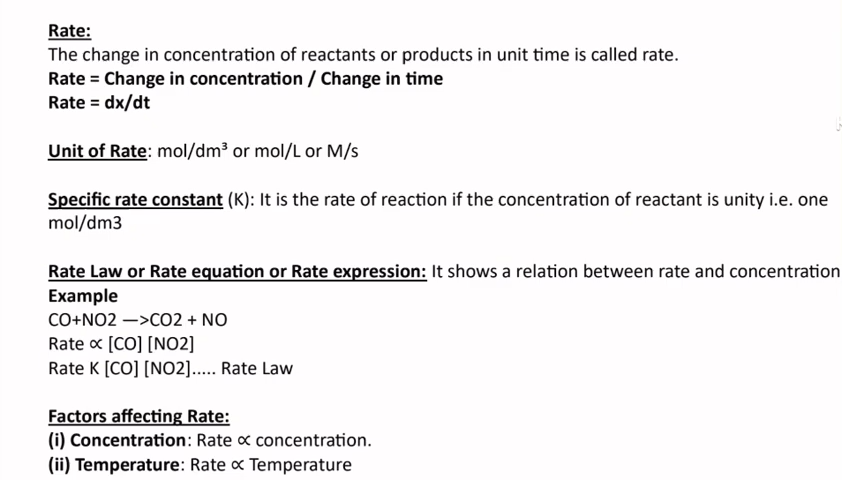 Rate:
The change in concentration of reactants or products in unit time is called rate.
Rate = Change in concentration / Change in time
Rate = dx/dt
Unit of Rate: mol/dm³ or mol/L or M/s
Specific rate constant (K): It is the rate of reaction if the concentration of reactant is unity i.e. one
mol/dm3
Rate Law or Rate equation or Rate expression: It shows a relation between rate and concentration
Example
CO+NO2 —>CO2 + NO
Rate ∝ [CO] [NO2]
Rate K [CO] [NO2]..... Rate Law
Factors affecting Rate:
(i) Concentration: Rate ∝ concentration.
(ii) Temperature: Rate ∝ Temperature